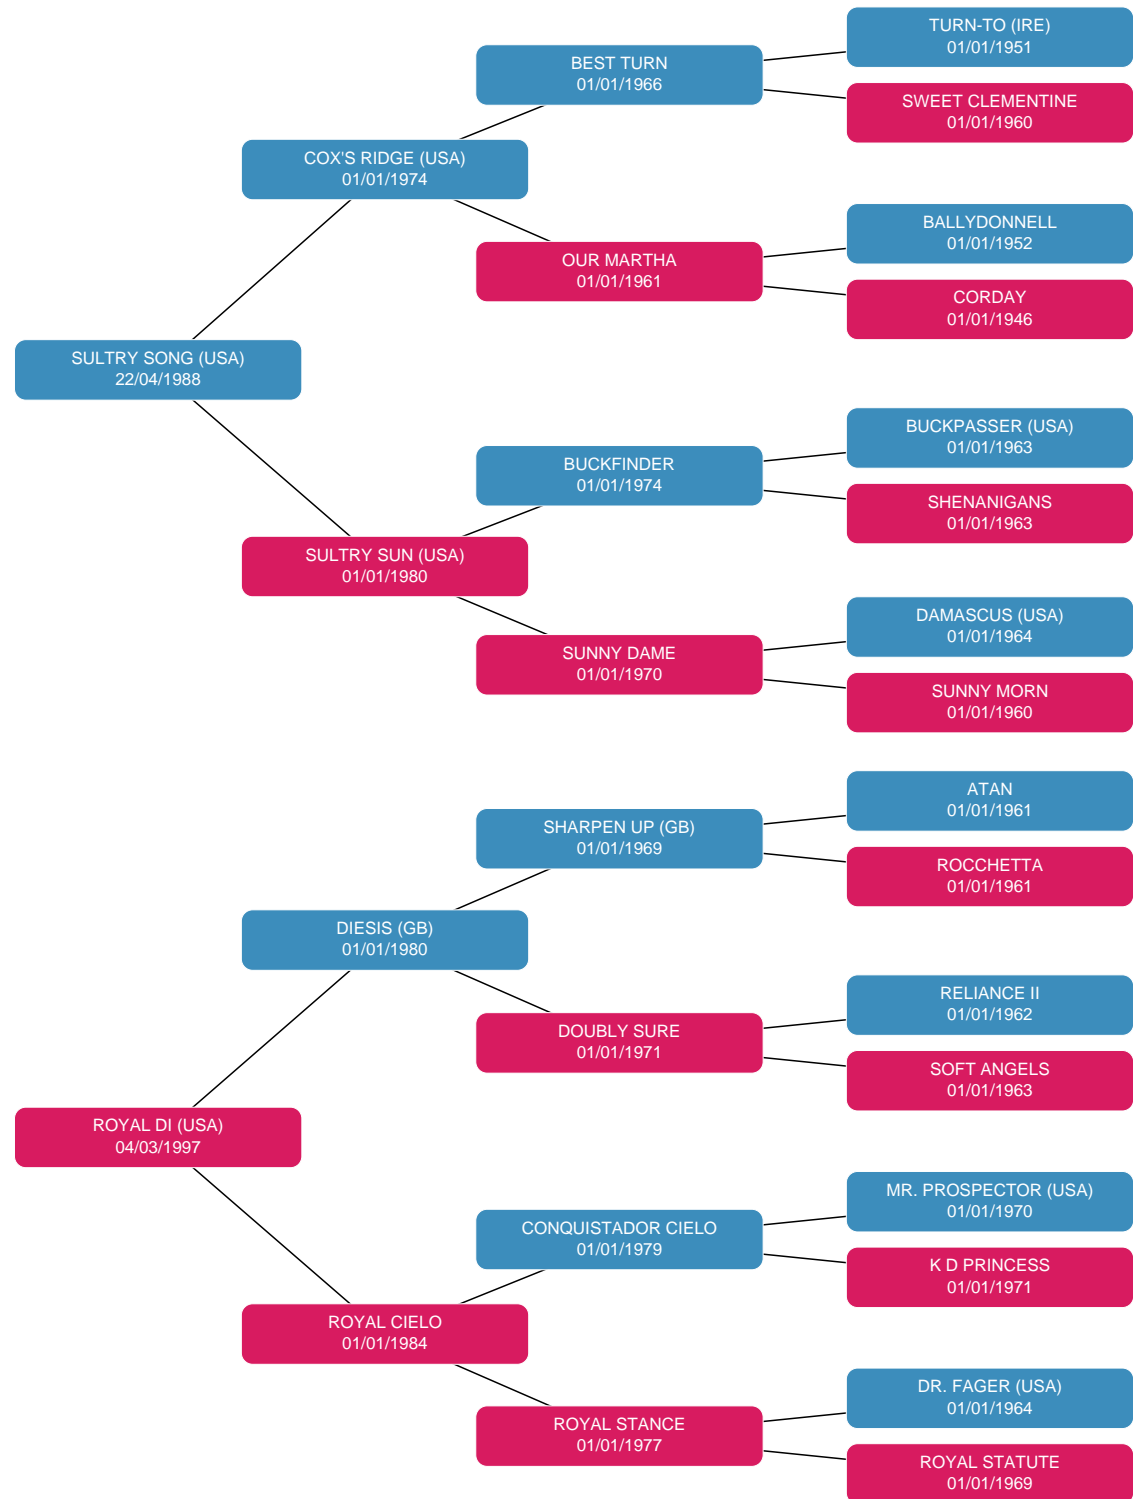 TURN-TO (IRE)
01/01/1951
BEST TURN
01/01/1966
SWEET CLEMENTINE
01/01/1960
COX'S RIDGE (USA)
01/01/1974
BALLYDONNELL
01/01/1952
OUR MARTHA
01/01/1961
CORDAY
01/01/1946
SULTRY SONG (USA)
22/04/1988
BUCKPASSER (USA)
01/01/1963
BUCKFINDER
01/01/1974
SHENANIGANS
01/01/1963
SULTRY SUN (USA)
01/01/1980
DAMASCUS (USA)
01/01/1964
SUNNY DAME
01/01/1970
SUNNY MORN
01/01/1960
ATAN
01/01/1961
SHARPEN UP (GB)
01/01/1969
ROCCHETTA
01/01/1961
DIESIS (GB)
01/01/1980
RELIANCE II
01/01/1962
DOUBLY SURE
01/01/1971
SOFT ANGELS
01/01/1963
ROYAL DI (USA)
04/03/1997
MR. PROSPECTOR (USA)
01/01/1970
CONQUISTADOR CIELO
01/01/1979
K D PRINCESS
01/01/1971
ROYAL CIELO
01/01/1984
DR. FAGER (USA)
01/01/1964
ROYAL STANCE
01/01/1977
ROYAL STATUTE
01/01/1969